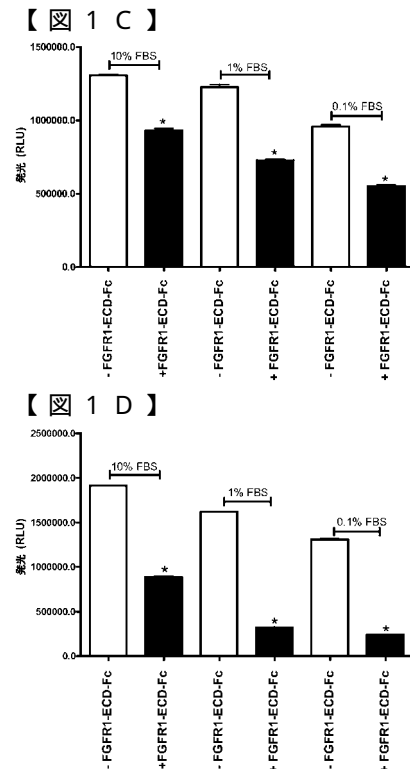 【図1C】
1500000.0
1000000.0
500000.0
0.0
発光 (RLU)
10% FBS
1% FBS
0.1% FBS
*
*
*
- FGFR1-ECD-Fc
+FGFR1-ECD-Fc
- FGFR1-ECD-Fc
+ FGFR1-ECD-Fc
- FGFR1-ECD-Fc
+ FGFR1-ECD-Fc
【図1D】
2500000.0
2000000.0
1500000.0
1000000.0
500000.0
0.0
発光 (RLU)
10% FBS
1% FBS
0.1% FBS
*
*
*
- FGFR1-ECD-Fc
+FGFR1-ECD-Fc
- FGFR1-ECD-Fc
+ FGFR1-ECD-Fc
- FGFR1-ECD-Fc
+ FGFR1-ECD-Fc